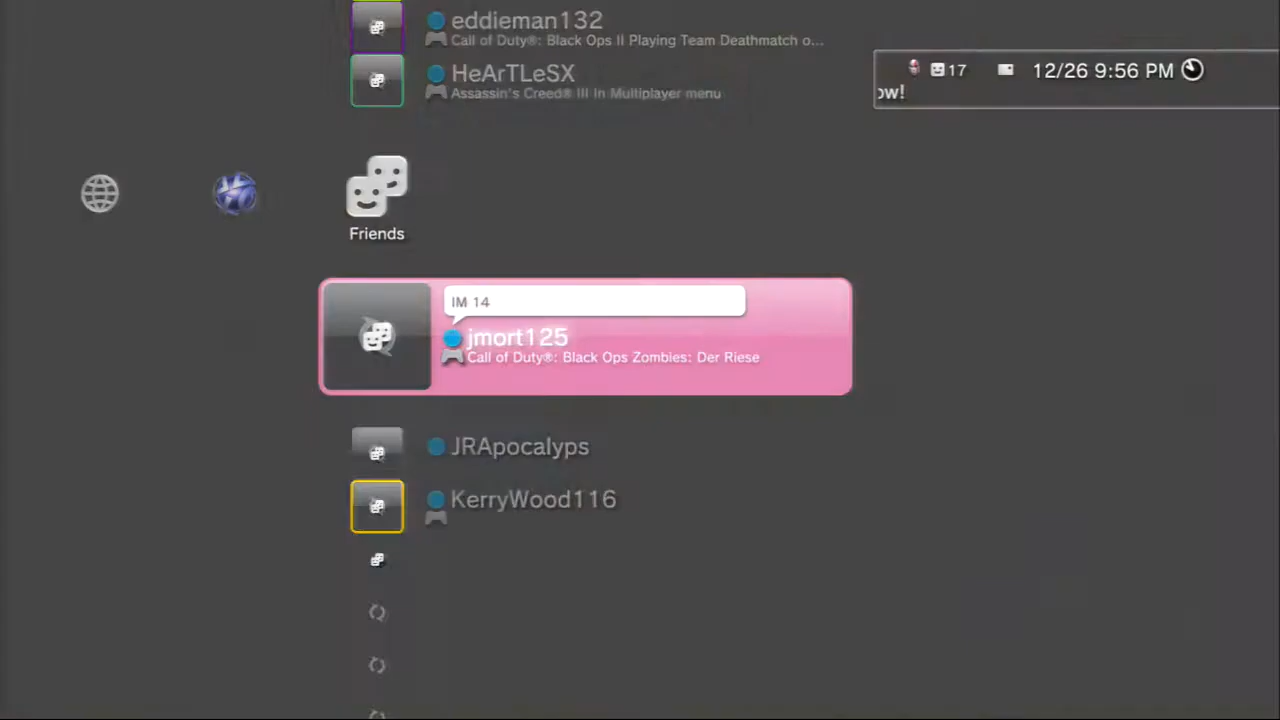 eddieman132
Call of Duty®: Black Ops II Playing Team Deathmatch o...
HeArTLeSX
Assassin's Creed® III In Multiplayer menu
17
12/26 9:56 PM
ow!
Friends
IM 14
jmort125
Call of Duty®: Black Ops Zombies: Der Riese
JRApocalyps
KerryWood116